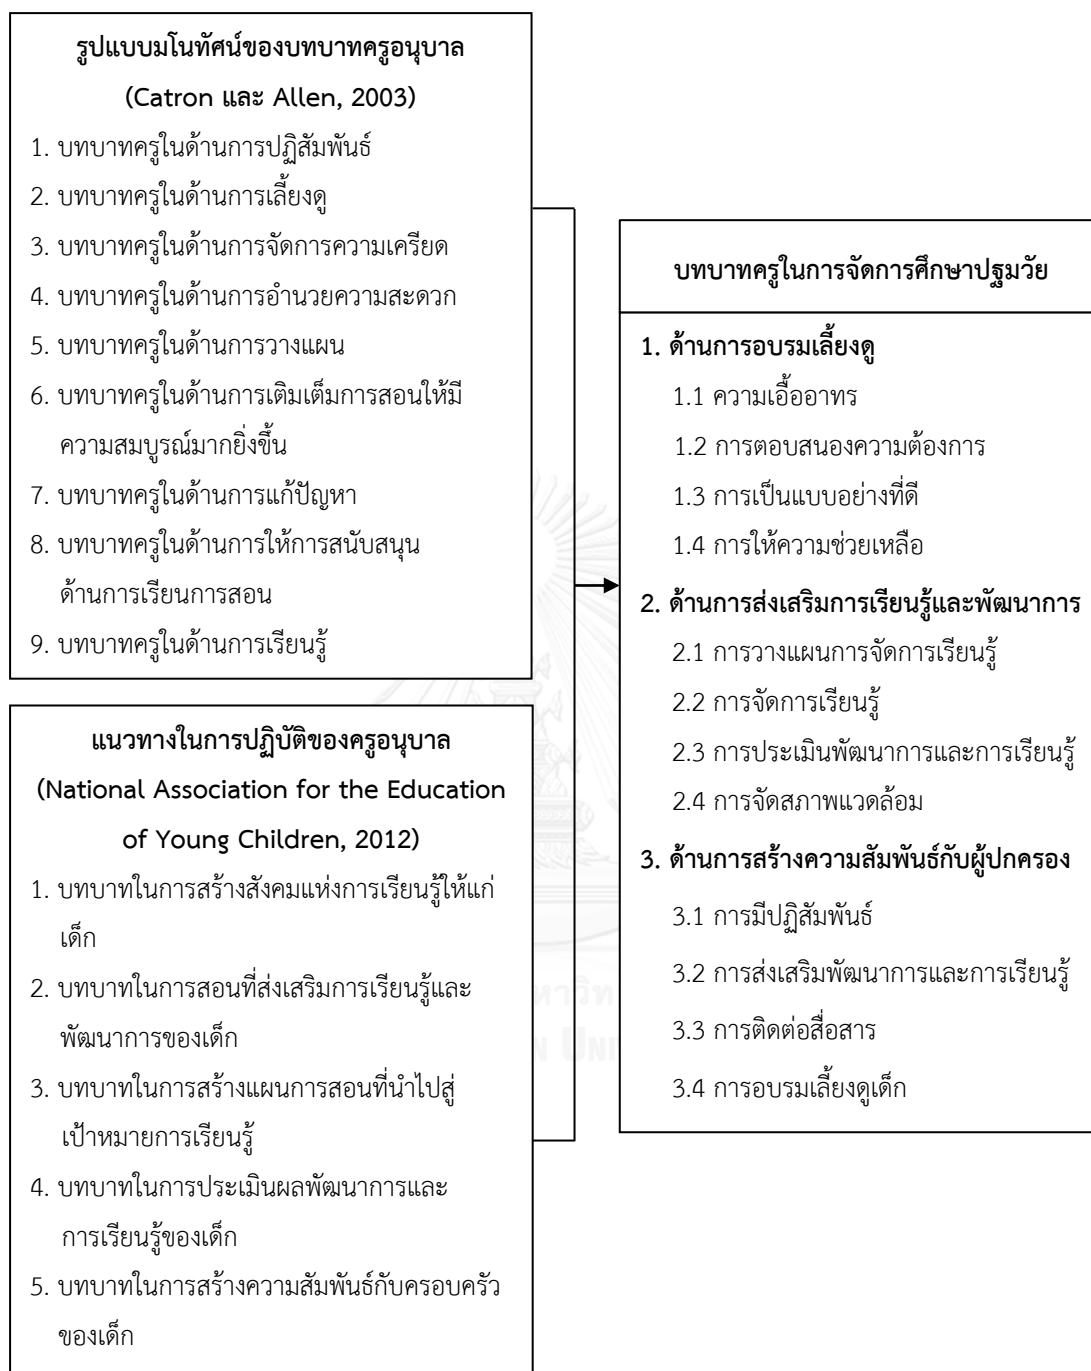 รูปแบบมโนทัศน์ของบทบาทครูอนุบาล
(Catron และ Allen, 2003)
1. บทบาทครูในด้านการปฏิสัมพันธ์
2. บทบาทครูในด้านการเลี้ยงดู
3. บทบาทครูในด้านการจัดการความเครียด
4. บทบาทครูในด้านการอำนวยความสะดวก
5. บทบาทครูในด้านการวางแผน
6. บทบาทครูในด้านการเติมเต็มการสอนให้มี
ความสมบูรณ์มากยิ่งขึ้น
7. บทบาทครูในด้านการแก้ปัญหา
8. บทบาทครูในด้านการให้การสนับสนุน
ด้านการเรียนการสอน
9. บทบาทครูในด้านการเรียนรู้
แนวทางในการปฏิบัติของครูอนุบาล
(National Association for the Education
of Young Children, 2012)
1. บทบาทในการสร้างสังคมแห่งการเรียนรู้ให้แก่
เด็ก
2. บทบาทในการสอนที่ส่งเสริมการเรียนรู้และ
พัฒนาการของเด็ก
3. บทบาทในการสร้างแผนการสอนที่นำไปสู่
เป้าหมายการเรียนรู้
4. บทบาทในการประเมินผลพัฒนาการและ
การเรียนรู้ของเด็ก
5. บทบาทในการสร้างความสัมพันธ์กับครอบครัว
ของเด็ก
บทบาทครูในการจัดการศึกษาปฐมวัย
1. ด้านการอบรมเลี้ยงดู
1.1 ความเอื้ออาทร
1.2 การตอบสนองความต้องการ
1.3 การเป็นแบบอย่างที่ดี
1.4 การให้ความช่วยเหลือ
2. ด้านการส่งเสริมการเรียนรู้และพัฒนาการ
2.1 การวางแผนการจัดการเรียนรู้
2.2 การจัดการเรียนรู้
2.3 การประเมินพัฒนาการและการเรียนรู้
2.4 การจัดสภาพแวดล้อม
3. ด้านการสร้างความสัมพันธ์กับผู้ปกครอง
3.1 การมีปฏิสัมพันธ์
3.2 การส่งเสริมพัฒนาการและการเรียนรู้
3.3 การติดต่อสื่อสาร
3.4 การอบรมเลี้ยงดูเด็ก